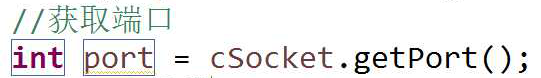 //获取端口
int port = cSocket.getPort();